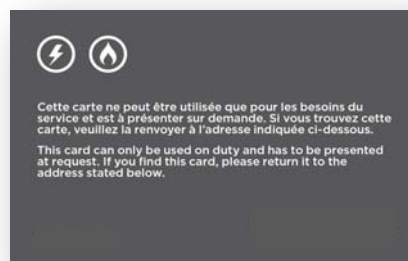 Cette carte ne peut être utilisée que pour les besoins du
service et est à présenter sur demande. Si vous trouvez cette
carte, veuillez la renvoyer à l'adresse indiquée ci-dessous.
This card can only be used on duty and has to be presented
at request. If you find this card, please return it to the
address stated below.